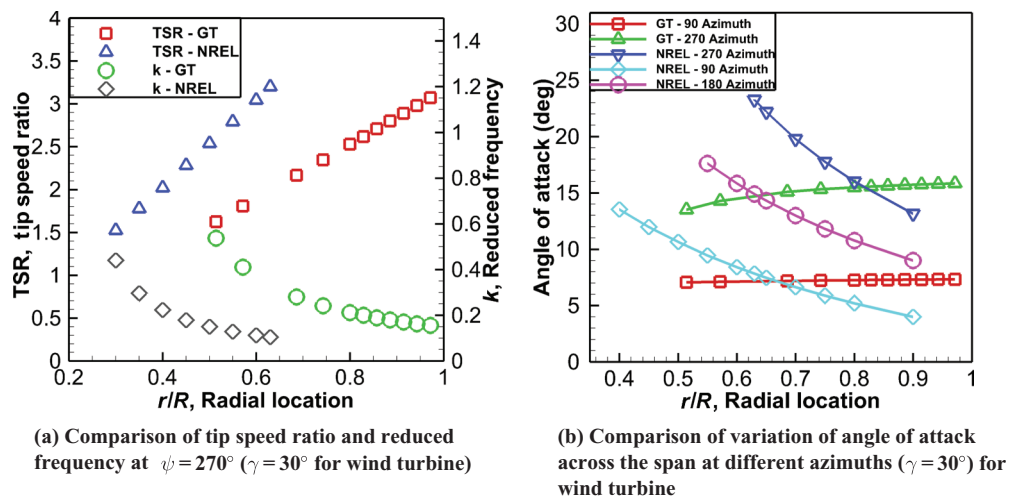 4
3.5
3
2.5
2
1.5
1
0.5
0
TSR, tip speed ratio
TSR - GT
TSR - NREL
k - GT
k - NREL
1.4
1.2
1
0.8
0.6
0.4
0.2
0
k, Reduced frequency
0.2 0.4 0.6 0.8 1
r/R, Radial location
(a) Comparison of tip speed ratio and reduced
frequency at ψ = 270° (γ = 30° for wind turbine)
30
25
20
15
10
5
0
Angle of attack (deg)
GT - 90 Azimuth
GT - 270 Azimuth
NREL - 270 Azimuth
NREL - 90 Azimuth
NREL - 180 Azimuth
0.4 0.5 0.6 0.7 0.8 0.9 1
r/R, Radial location
(b) Comparison of variation of angle of attack
across the span at different azimuths (γ = 30°) for
wind turbine